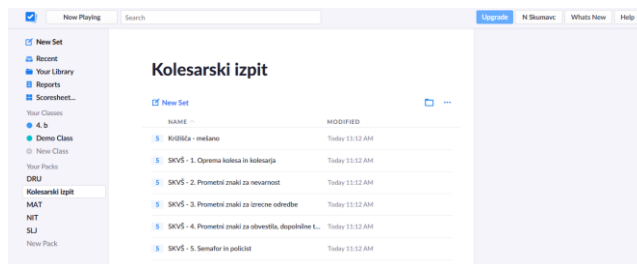 Now Playing
Search
Upgrade
N Skumavc
Whats New
Help
New Set
Recent
Your Library
Reports
Scoresheet...
Your Classes
4. b
Demo Class
New Class
Your Packs
DRU
Kolesarski izpit
MAT
NIT
SLJ
New Pack
Kolesarski izpit
New Set
NAME
MODIFIED
S Križišča - mešano Today 11:12 AM
S SKVŠ - 1. Oprema kolesa in kolesarja Today 11:12 AM
S SKVŠ - 2. Prometni znaki za nevarnost Today 11:12 AM
S SKVŠ - 3. Prometni znaki za izrecne odredbe Today 11:12 AM
S SKVŠ - 4. Prometni znaki za obvestila, dopolnilne t... Today 11:12 AM
S SKVŠ - 5. Semafor in policist Today 11:12 AM